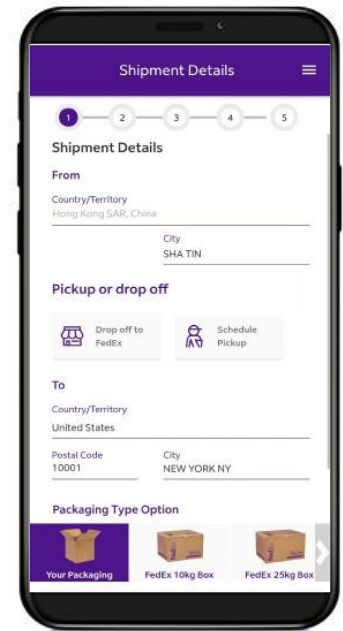 Shipment Details
1 2 3 4 5
Shipment Details
From
Country/Territory
Hong Kong SAR, China
City
SHA TIN
Pickup or drop off
Drop off to
FedEx
Schedule
Pickup
To
Country/Territory
United States
Postal Code
10001
City
NEW YORK NY
Packaging Type Option
FedEx
FedEx
Your Packaging
FedEx 10kg Box
FedEx 25kg Box